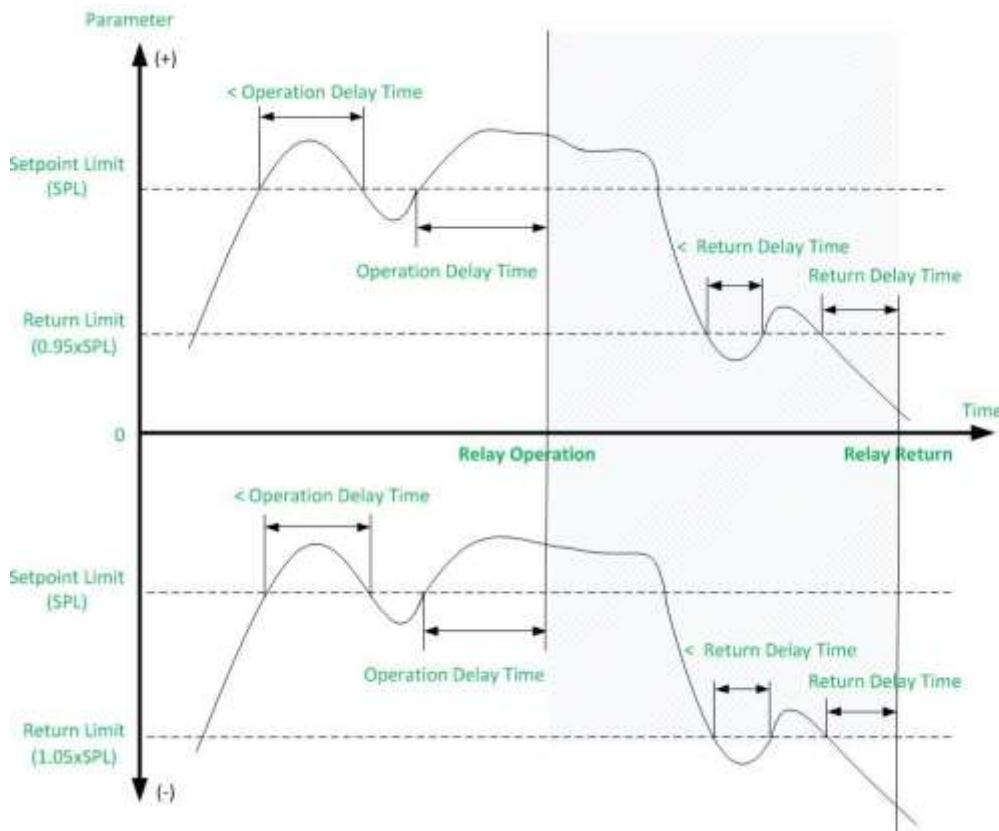 Parameter
(+)
< Operation Delay Time
Setpoint Limit
(SPL)
Operation Delay Time
< Return Delay Time
Return Delay Time
Return Limit
(0.95xSPL)
0
Time
Relay Operation
Relay Return
< Operation Delay Time
Setpoint Limit
(SPL)
Operation Delay Time
< Return Delay Time
Return Delay Time
Return Limit
(1.05xSPL)
(-)